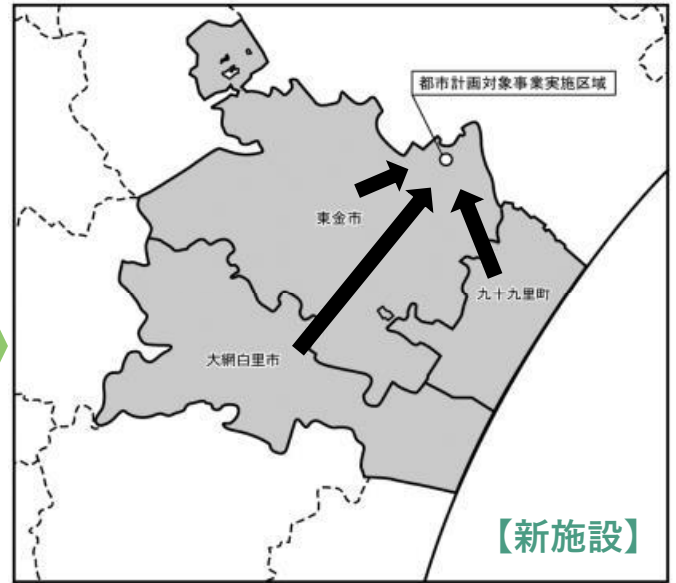 都市計画対象事業実施区域
東金市
九十九里町
大網白里市
【新施設】